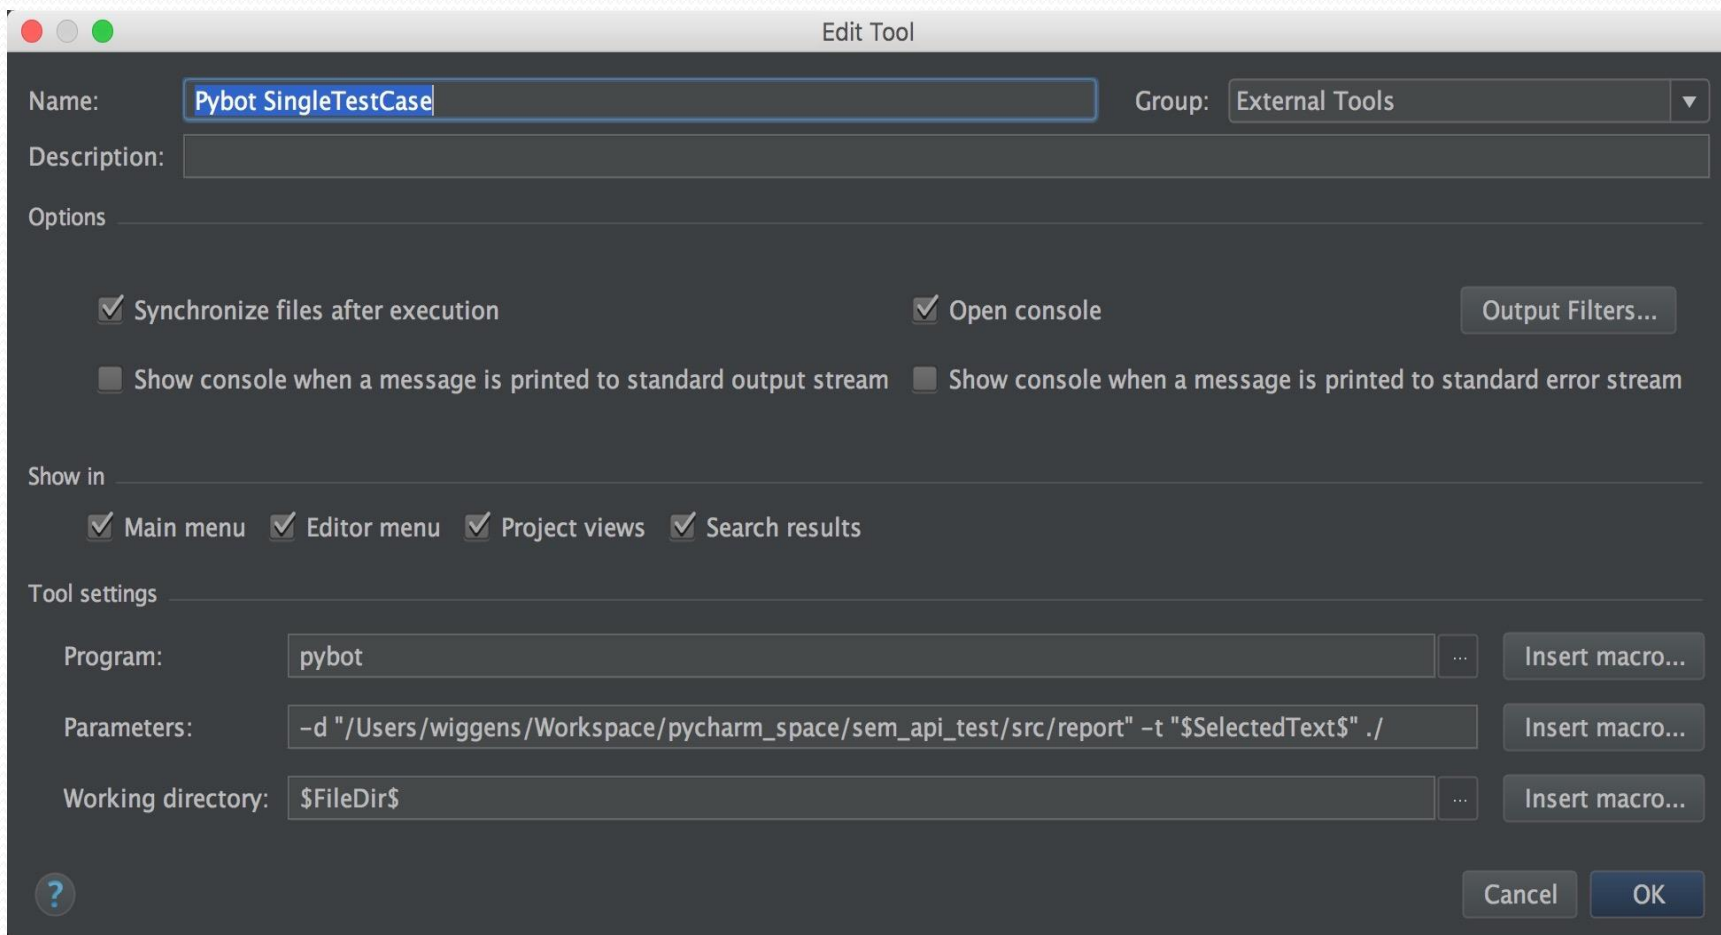 Edit Tool
Name: Pybot SingleTestCase Group: External Tools
Description:
Options
Synchronize files after execution Open console Output Filters...
Show console when a message is printed to standard output stream Show console when a message is printed to standard error stream
Show in
Main menu Editor menu Project views Search results
Tool settings
Program: pybot ... Insert macro...
Parameters: -d "/Users/wiggens/Workspace/pycharm_space/sem_api_test/src/report" -t "$SelectedText$" ./ Insert macro...
Working directory: $FileDir$ ... Insert macro...
? Cancel OK